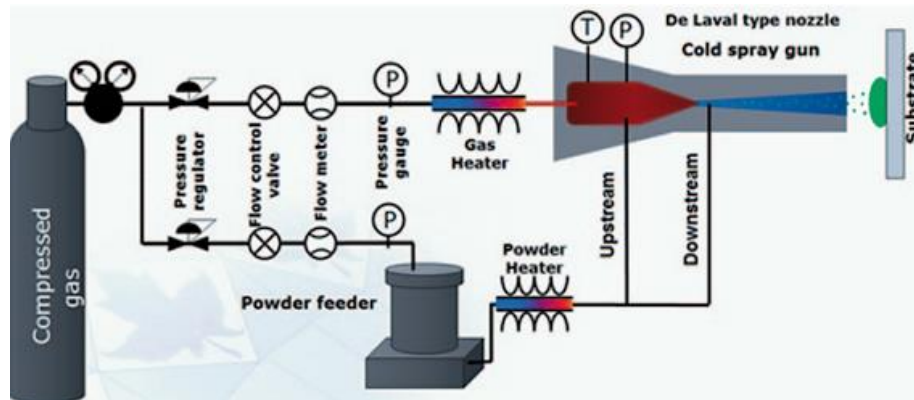 De Laval type nozzle
Cold spray gun
T
P
Substrate
Compressed
gas
Pressure
regulator
Flow control
valve
Flow meter
Pressure
gauge
P
Gas
Heater
Upstream
Downstream
P
Powder
Heater
Powder feeder